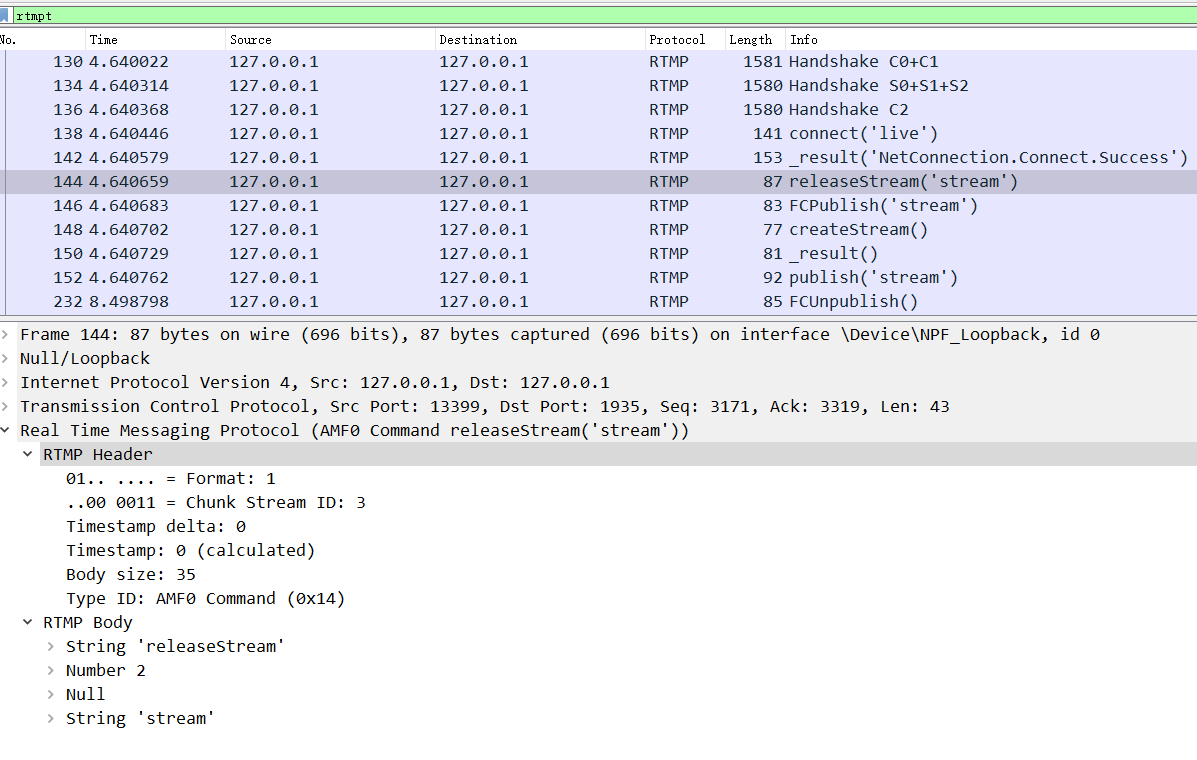 rtmpt
No. Time Source Destination Protocol Length Info
130 4.640022 127.0.0.1 127.0.0.1 RTMP 1581 Handshake C0+C1
134 4.640314 127.0.0.1 127.0.0.1 RTMP 1580 Handshake S0+S1+S2
136 4.640368 127.0.0.1 127.0.0.1 RTMP 1580 Handshake C2
138 4.640446 127.0.0.1 127.0.0.1 RTMP 141 connect('live')
142 4.640579 127.0.0.1 127.0.0.1 RTMP 153 _result('NetConnection.Connect.Success')
144 4.640659 127.0.0.1 127.0.0.1 RTMP 87 releaseStream('stream')
146 4.640683 127.0.0.1 127.0.0.1 RTMP 83 FCPublish('stream')
148 4.640702 127.0.0.1 127.0.0.1 RTMP 77 createStream()
150 4.640729 127.0.0.1 127.0.0.1 RTMP 81 _result()
152 4.640762 127.0.0.1 127.0.0.1 RTMP 92 publish('stream')
232 8.498798 127.0.0.1 127.0.0.1 RTMP 85 FCUnpublish()
Frame 144: 87 bytes on wire (696 bits), 87 bytes captured (696 bits) on interface \Device\NPF_Loopback, id 0
Null/Loopback
Internet Protocol Version 4, Src: 127.0.0.1, Dst: 127.0.0.1
Transmission Control Protocol, Src Port: 13399, Dst Port: 1935, Seq: 3171, Ack: 3319, Len: 43
Real Time Messaging Protocol (AMF0 Command releaseStream('stream'))
RTMP Header
01.. .... = Format: 1
..00 0011 = Chunk Stream ID: 3
Timestamp delta: 0
Timestamp: 0 (calculated)
Body size: 35
Type ID: AMF0 Command (0x14)
RTMP Body
String 'releaseStream'
Number 2
Null
String 'stream'